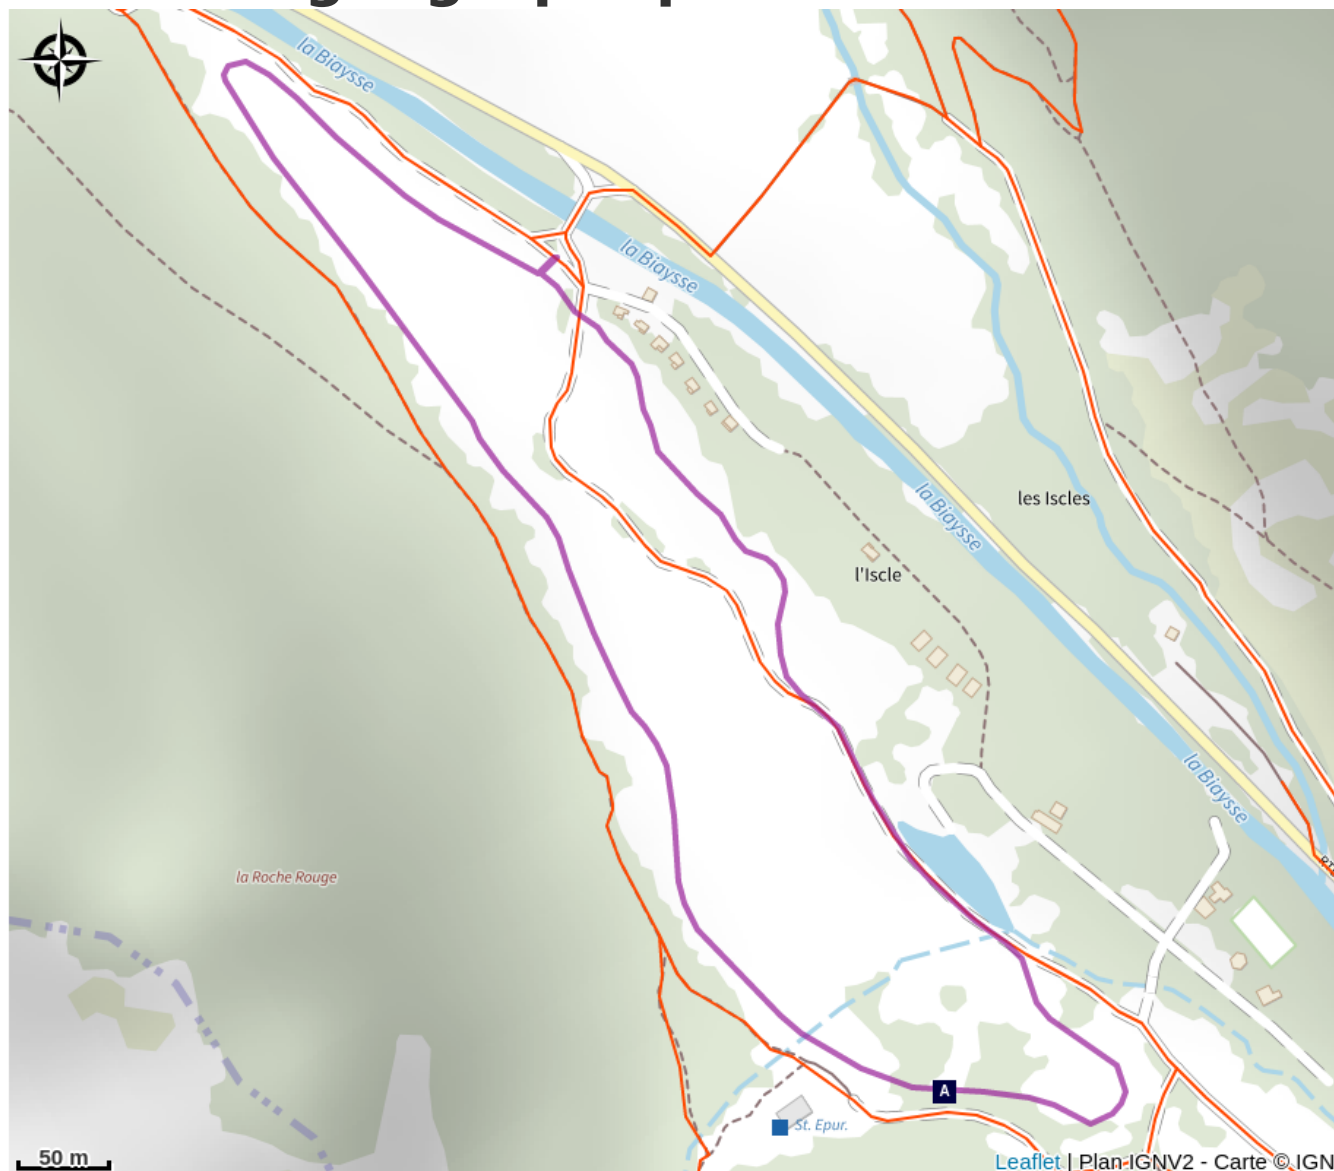 la Biaysse
la Biaysse
les Iscles
la Biaysse
l'Iscle
la Biaysse
la Roche Rouge
A
St. Epur.
50 m
Leaflet | Plan IGNV2 - Carte © IGN